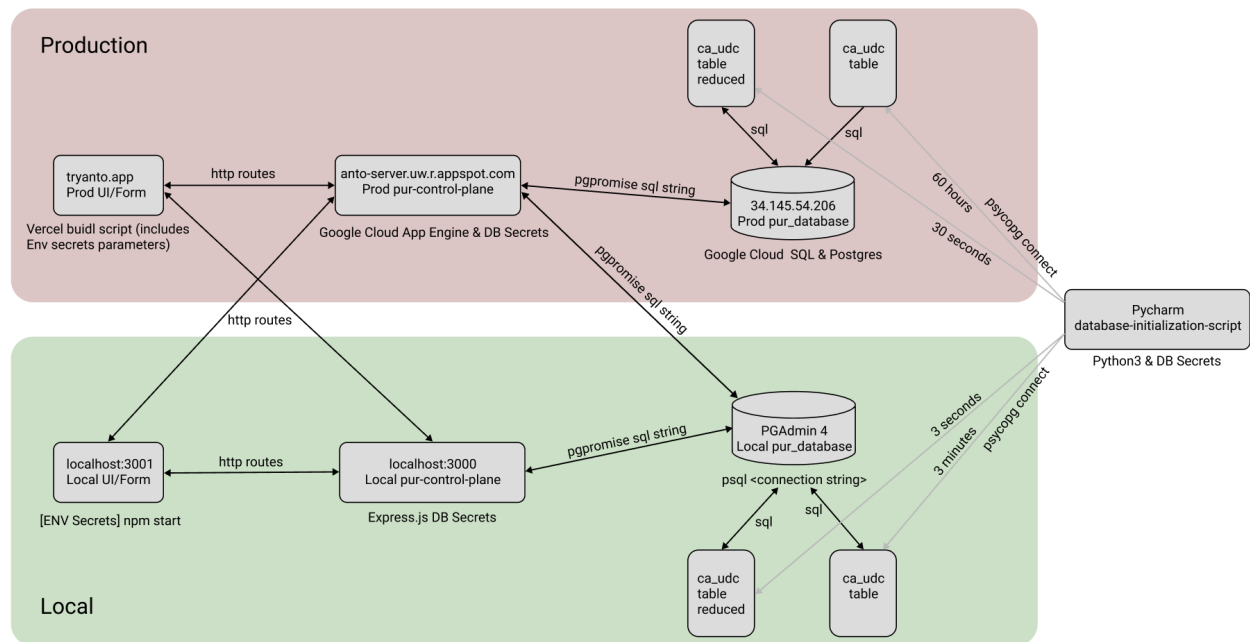 Production
ca_udc
table
reduced
ca_udc
table
sql
sql
tryanto.app
Prod UI/Form
http routes
anto-server.uw.r.appspot.com
Prod pur-control-plane
pgpromise sql string
34.145.54.206
Prod pur_database
Vercel buidl script (includes
Env secrets parameters)
Google Cloud App Engine & DB Secrets
Google Cloud SQL & Postgres
60 hours
psycopg connect
30 seconds
pgpromise sql string
http routes
Pycharm
database-initialization-script
Python3 & DB Secrets
3 seconds
3 minutes
psycopg connect
PGAdmin 4
Local pur_database
pgpromise sql string
localhost:3001
Local UI/Form
http routes
localhost:3000
Local pur-control-plane
psql <connection string>
[ENV Secrets] npm start
Express.js DB Secrets
sql
sql
ca_udc
table
reduced
ca_udc
table
Local